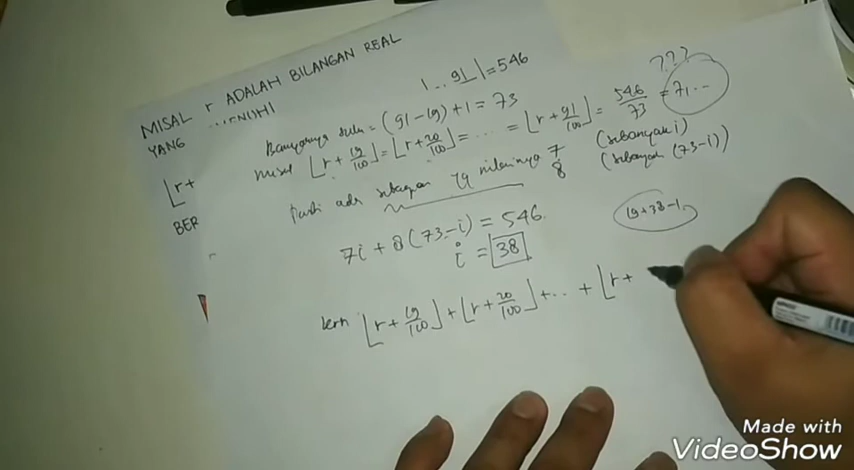 MISAL r ADALAH BILANGAN REAL
YANG ...ENUHI
... 91⌋ = 546
⌊r +
BER
Banyaknya suku = (91 - 19) + 1 = 73
misal ⌊r + 19/100⌋ = ⌊r + 20/100⌋ = ... = ⌊r + 91/100⌋ = 546/73 = 71...
???
Pasti ada sebagian yg nilainya 7 (sebanyak i)
8 (sebanyak (73 - i))
7i + 8(73 - i) = 546
i = 38
19 + 38 - 1
⌊r + 19/100⌋ + ⌊r + 20/100⌋ + ... + ⌊r +
Made with
VideoShow